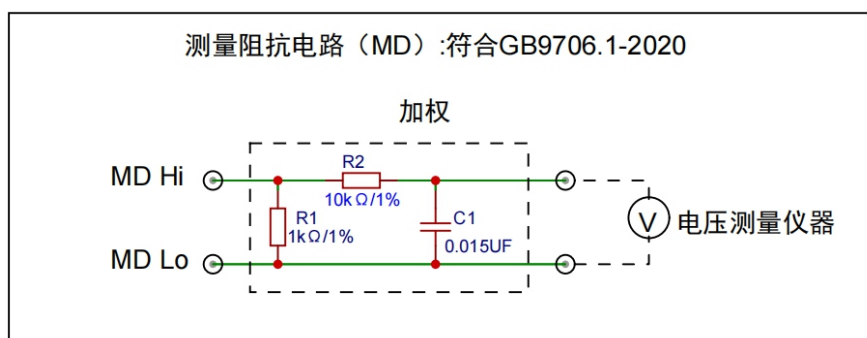 测量阻抗电路（MD）:符合GB9706.1-2020
加权
MD Hi
R2
10kΩ/1%
R1
1kΩ/1%
C1
0.015UF
V
电压测量仪器
MD Lo